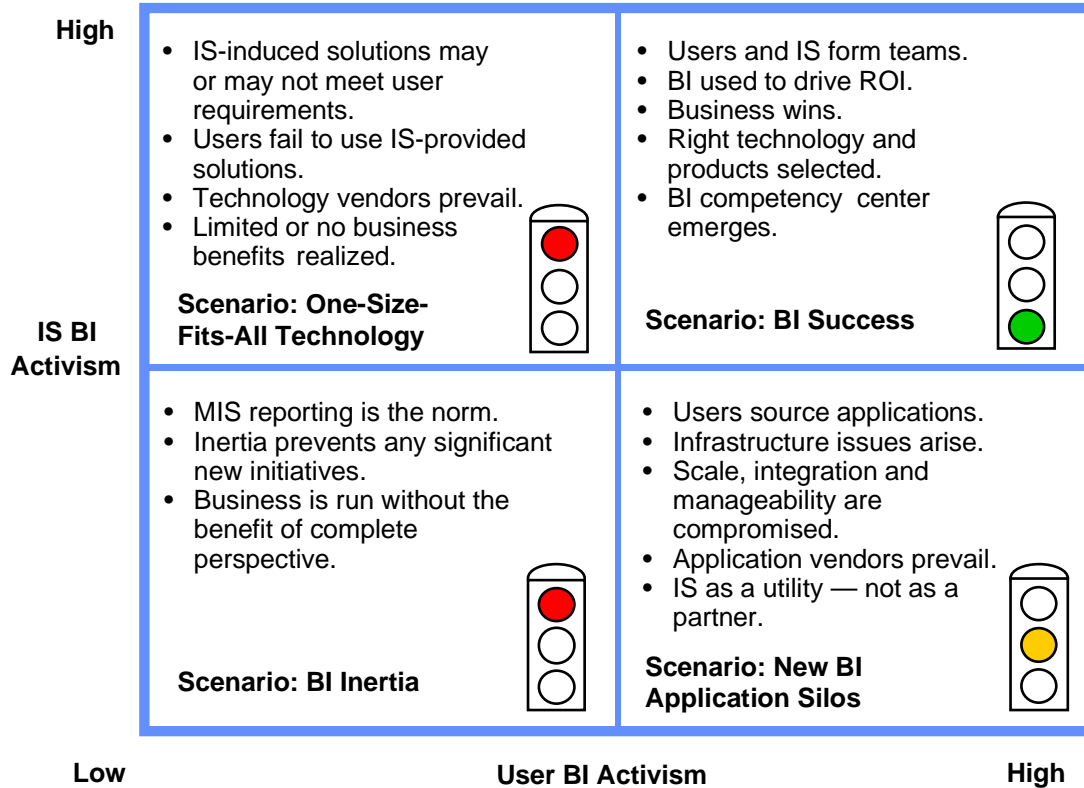 High
• IS-induced solutions may
or may not meet user
requirements.
• Users fail to use IS-provided
solutions.
• Technology vendors prevail.
• Limited or no business
benefits realized.
Scenario: One-Size-
Fits-All Technology
• Users and IS form teams.
• BI used to drive ROI.
• Business wins.
• Right technology and
products selected.
• BI competency center
emerges.
Scenario: BI Success
IS BI
Activism
• MIS reporting is the norm.
• Inertia prevents any significant
new initiatives.
• Business is run without the
benefit of complete
perspective.
Scenario: BI Inertia
• Users source applications.
• Infrastructure issues arise.
• Scale, integration and
manageability are
compromised.
• Application vendors prevail.
• IS as a utility — not as a
partner.
Scenario: New BI
Application Silos
Low
User BI Activism
High